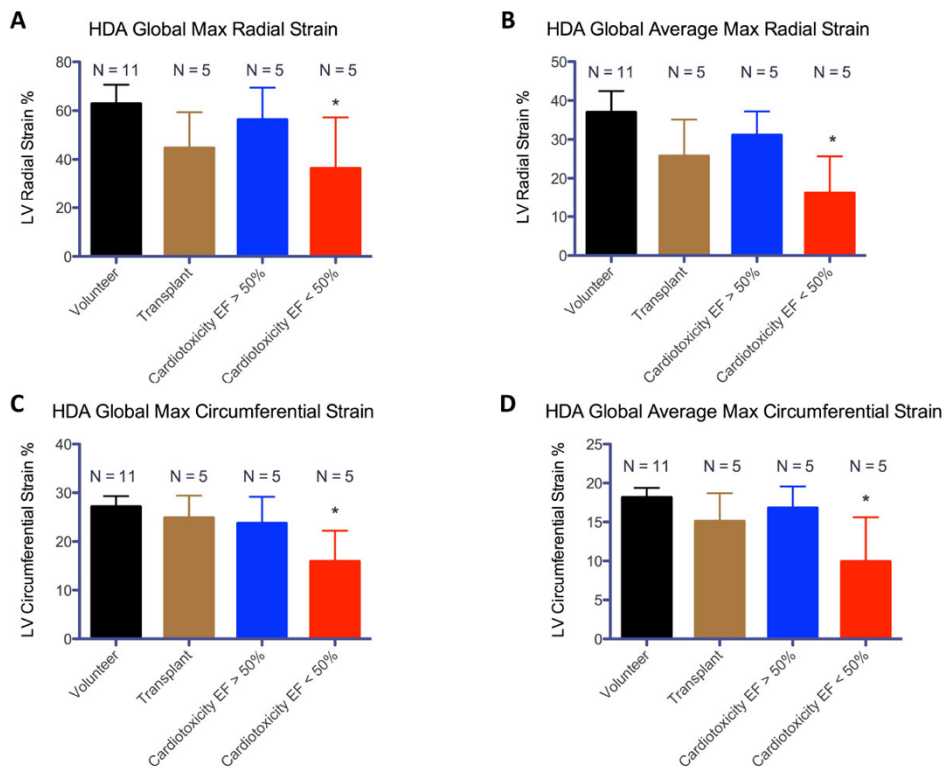 A
HDA Global Max Radial Strain
LV Radial Strain %
80
60
40
20
0
N = 11 N = 5 N = 5 N = 5
*
Volunteer
Transplant
Cardiotoxicity EF > 50%
Cardiotoxicity EF < 50%
B
HDA Global Average Max Radial Strain
LV Radial Strain %
50
40
30
20
10
0
N = 11 N = 5 N = 5 N = 5
*
Volunteer
Transplant
Cardiotoxicity EF > 50%
Cardiotoxicity EF < 50%
C
HDA Global Max Circumferential Strain
LV Circumferential Strain %
40
30
20
10
0
N = 11 N = 5 N = 5 N = 5
*
Volunteer
Transplant
Cardiotoxicity EF > 50%
Cardiotoxicity EF < 50%
D
HDA Global Average Max Circumferential Strain
LV Circumferential Strain %
25
20
15
10
5
0
N = 11 N = 5 N = 5 N = 5
*
Volunteer
Transplant
Cardiotoxicity EF > 50%
Cardiotoxicity EF < 50%